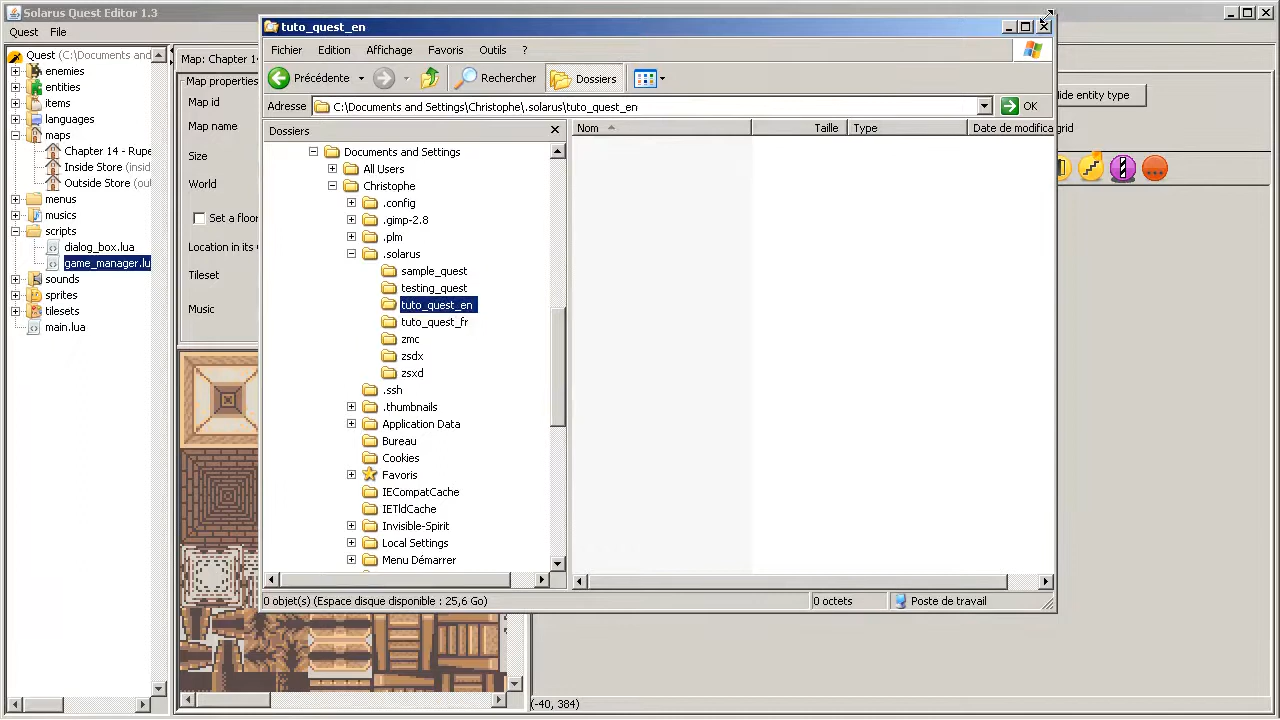 Solarus Quest Editor 1.3
Quest File
Quest (C:\Documents and
enemies
entities
items
languages
maps
Chapter 14 - Rupe
Inside Store (insid
Outside Store (out
menus
musics
scripts
dialog_box.lua
game_manager.lu
sounds
sprites
tilesets
main.lua
Map: Chapter 1
Map properties
Map id
Map name
Size
World
Set a floor
Location in its
Tileset
Music
tuto_quest_en
Fichier Edition Affichage Favoris Outils ?
Précédente Rechercher Dossiers
Adresse C:\Documents and Settings\Christophe\.solarus\tuto_quest_en OK
Dossiers
Documents and Settings
All Users
Christophe
.config
.gimp-2.8
.plm
.solarus
sample_quest
testing_quest
tuto_quest_en
tuto_quest_fr
zmc
zsdx
zsxd
.ssh
.thumbnails
Application Data
Bureau
Cookies
Favoris
IECompatCache
IETldCache
Invisible-Spirit
Local Settings
Menu Démarrer
Nom Taille Type Date de modifica
0 objet(s) (Espace disque disponible : 25,6 Go) 0 octets Poste de travail
lide entity type
grid
(-40, 384)